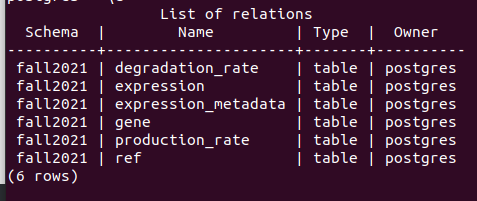 List of relations
Schema | Name | Type | Owner
-----------+---------------------+-------+----------
fall2021 | degradation_rate | table | postgres
fall2021 | expression | table | postgres
fall2021 | expression_metadata | table | postgres
fall2021 | gene | table | postgres
fall2021 | production_rate | table | postgres
fall2021 | ref | table | postgres
(6 rows)